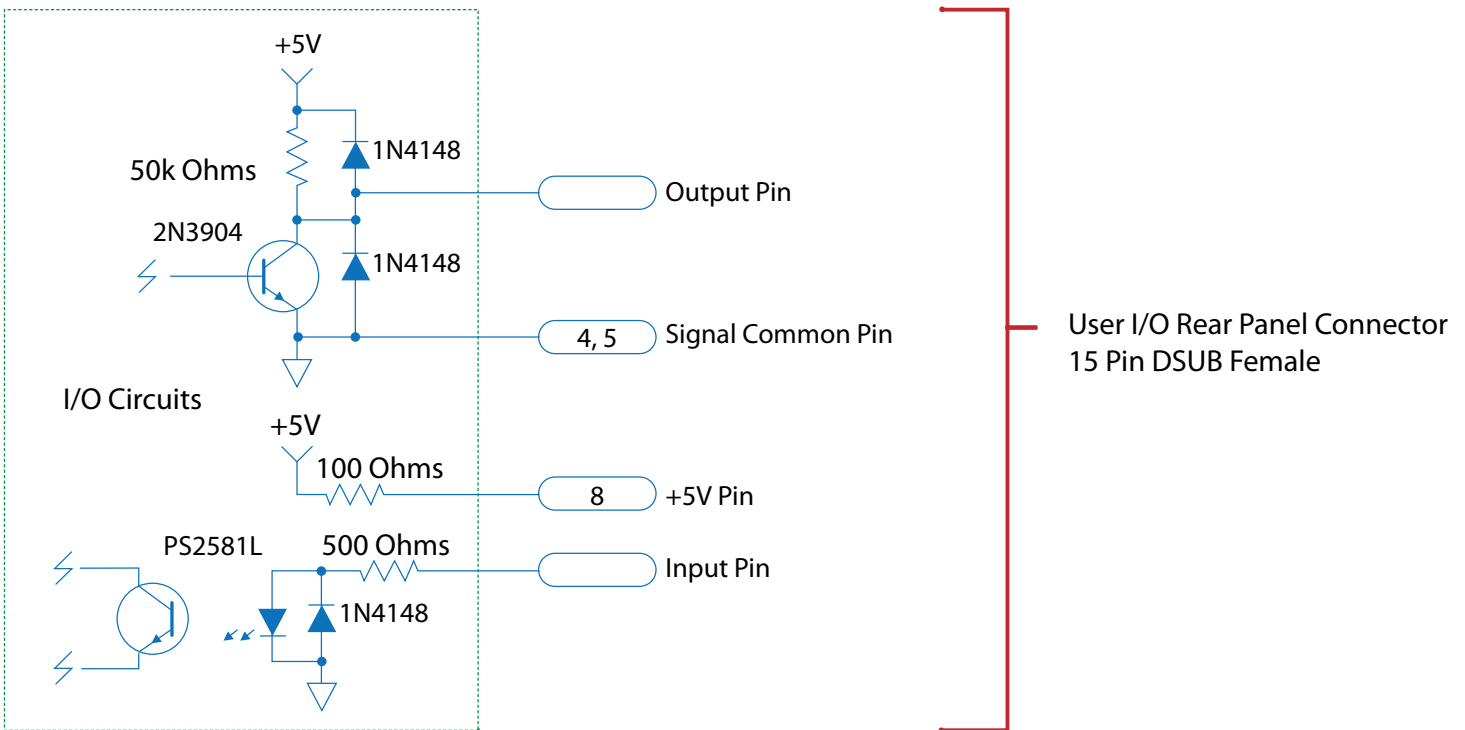 +5V
1N4148
50k Ohms
Output Pin
2N3904
1N4148
4, 5
Signal Common Pin
User I/O Rear Panel Connector
15 Pin DSUB Female
I/O Circuits
+5V
100 Ohms
8
+5V Pin
PS2581L
500 Ohms
Input Pin
1N4148